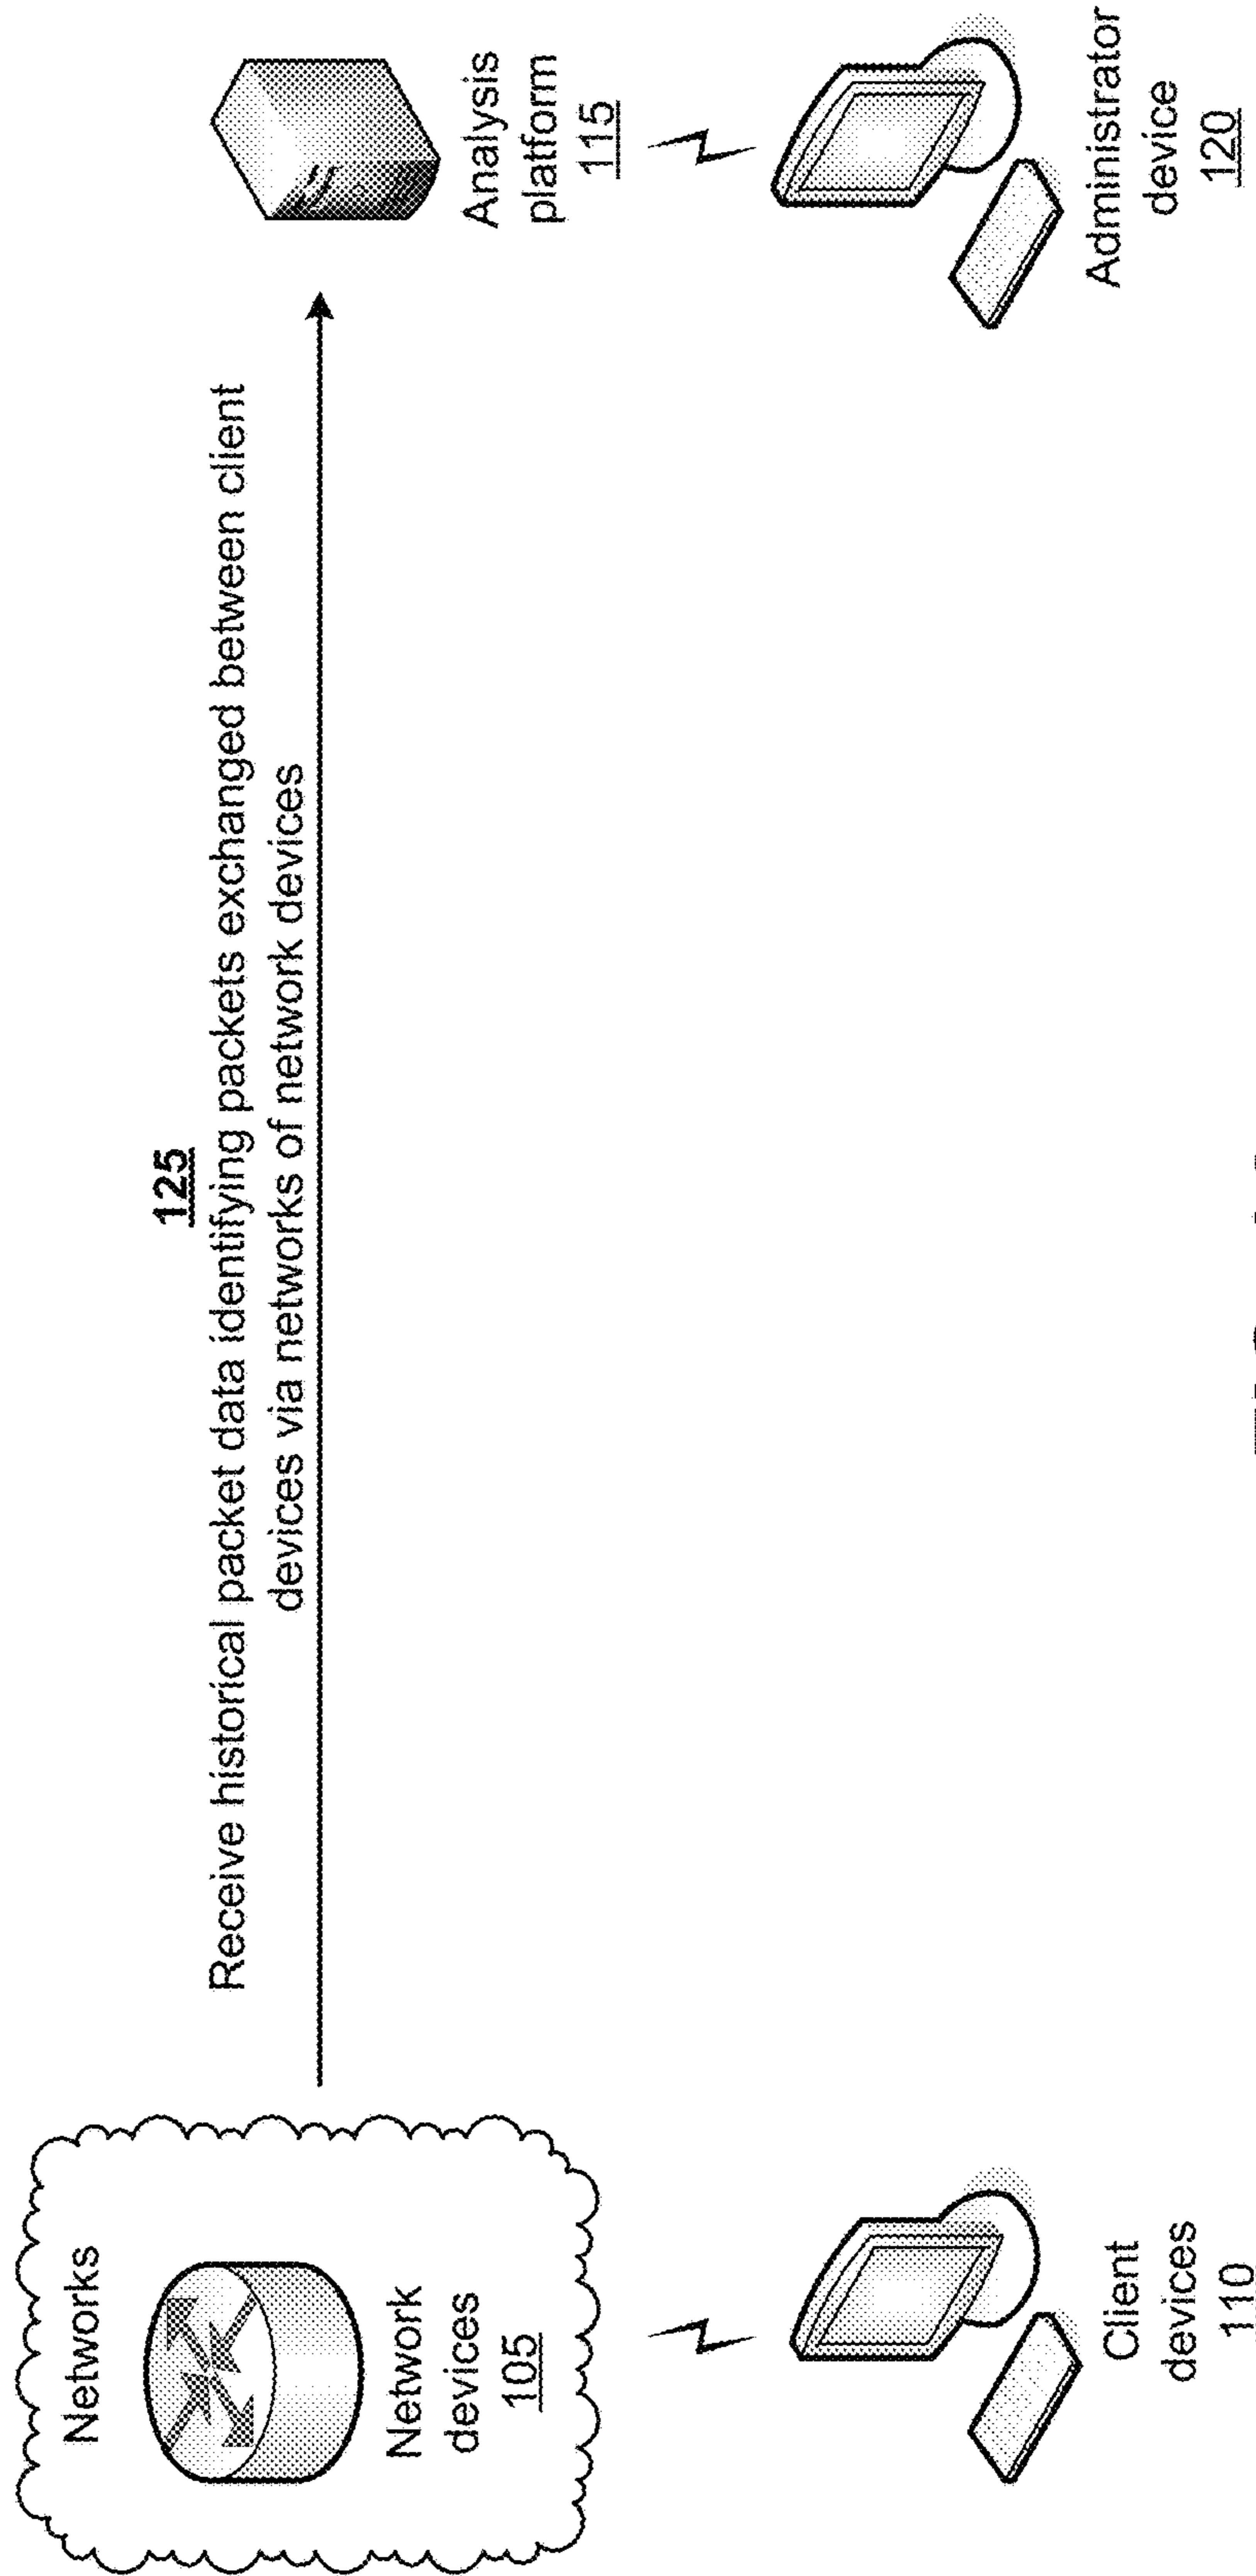 125
Receive historical packet data identifying packets exchanged between client
devices via networks of network devices
Networks
Network
devices
105
Analysis
platform
115
Client
devices
110
Administrator
device
120